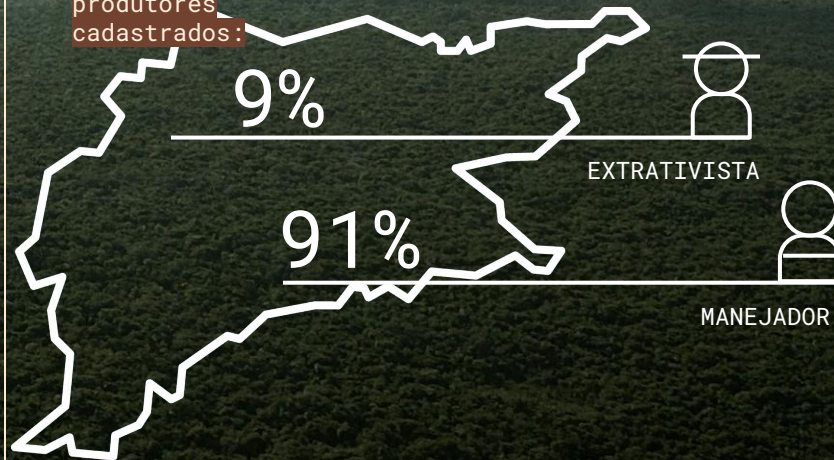 produtores
cadastrados:
9%
EXTRATIVISTA
91%
MANEJADOR